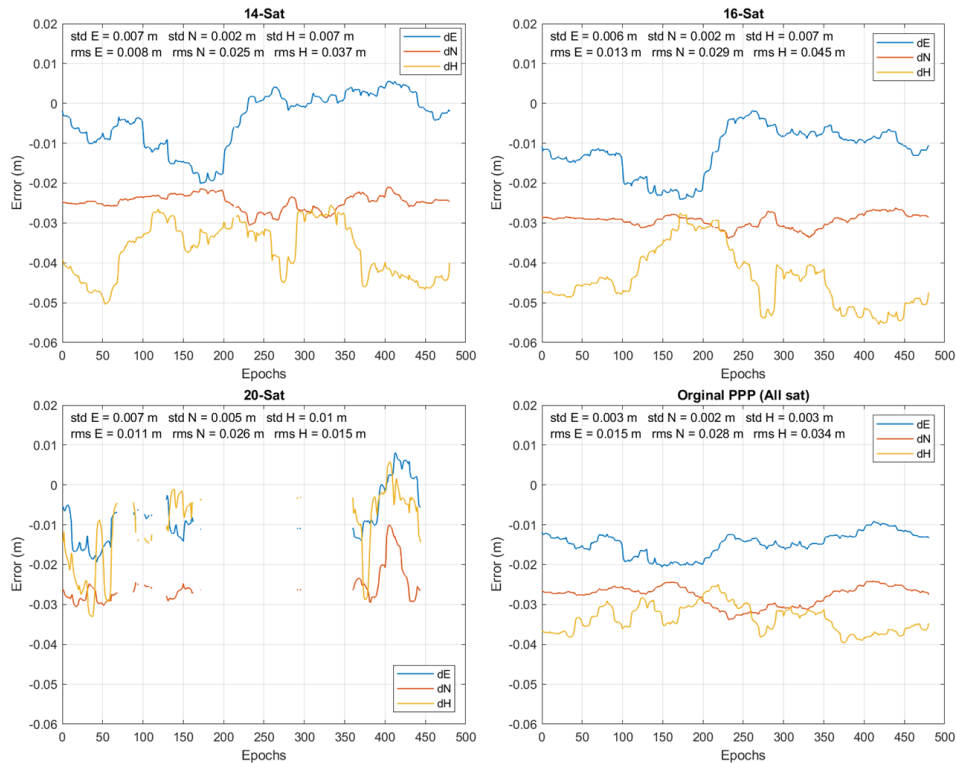 14-Sat
std E = 0.007 m std N = 0.002 m std H = 0.007 m
rms E = 0.008 m rms N = 0.025 m rms H = 0.037 m
dE
dN
dH
0.02
0.01
0
-0.01
-0.02
-0.03
-0.04
-0.05
-0.06
Error (m)
0 50 100 150 200 250 300 350 400 450 500
Epochs
16-Sat
std E = 0.006 m std N = 0.002 m std H = 0.007 m
rms E = 0.013 m rms N = 0.029 m rms H = 0.045 m
dE
dN
dH
0.02
0.01
0
-0.01
-0.02
-0.03
-0.04
-0.05
-0.06
Error (m)
0 50 100 150 200 250 300 350 400 450 500
Epochs
20-Sat
std E = 0.007 m std N = 0.005 m std H = 0.01 m
rms E = 0.011 m rms N = 0.026 m rms H = 0.015 m
0.02
0.01
0
-0.01
-0.02
-0.03
-0.04
-0.05
-0.06
Error (m)
dE
dN
dH
0 50 100 150 200 250 300 350 400 450 500
Epochs
Orginal PPP (All sat)
std E = 0.003 m std N = 0.002 m std H = 0.003 m
rms E = 0.015 m rms N = 0.028 m rms H = 0.034 m
dE
dN
dH
0.02
0.01
0
-0.01
-0.02
-0.03
-0.04
-0.05
-0.06
Error (m)
0 50 100 150 200 250 300 350 400 450 500
Epochs